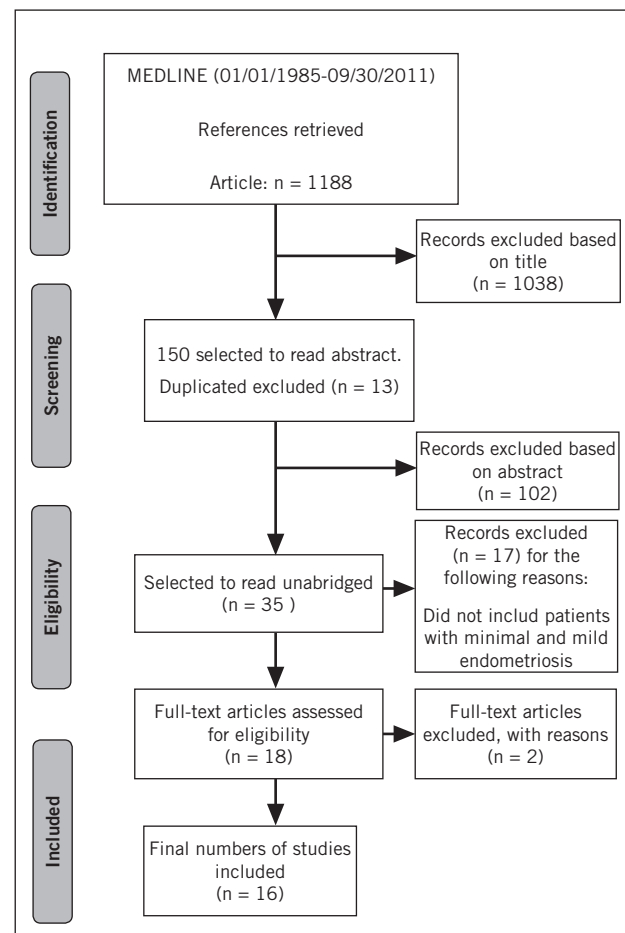 Identification
MEDLINE (01/01/1985-09/30/2011)
References retrieved
Article: n = 1188
Records excluded based
on title
(n = 1038)
Screening
150 selected to read abstract.
Duplicated excluded (n = 13)
Records excluded based
on abstract
(n = 102)
Eligibility
Selected to read unabridged
(n = 35 )
Records excluded
(n = 17) for the
following reasons:
Did not includ patients
with minimal and mild
endometriosis
Full-text articles assessed
for eligibility
(n = 18)
Full-text articles
excluded, with reasons
(n = 2)
Included
Final numbers of studies
included
(n = 16)